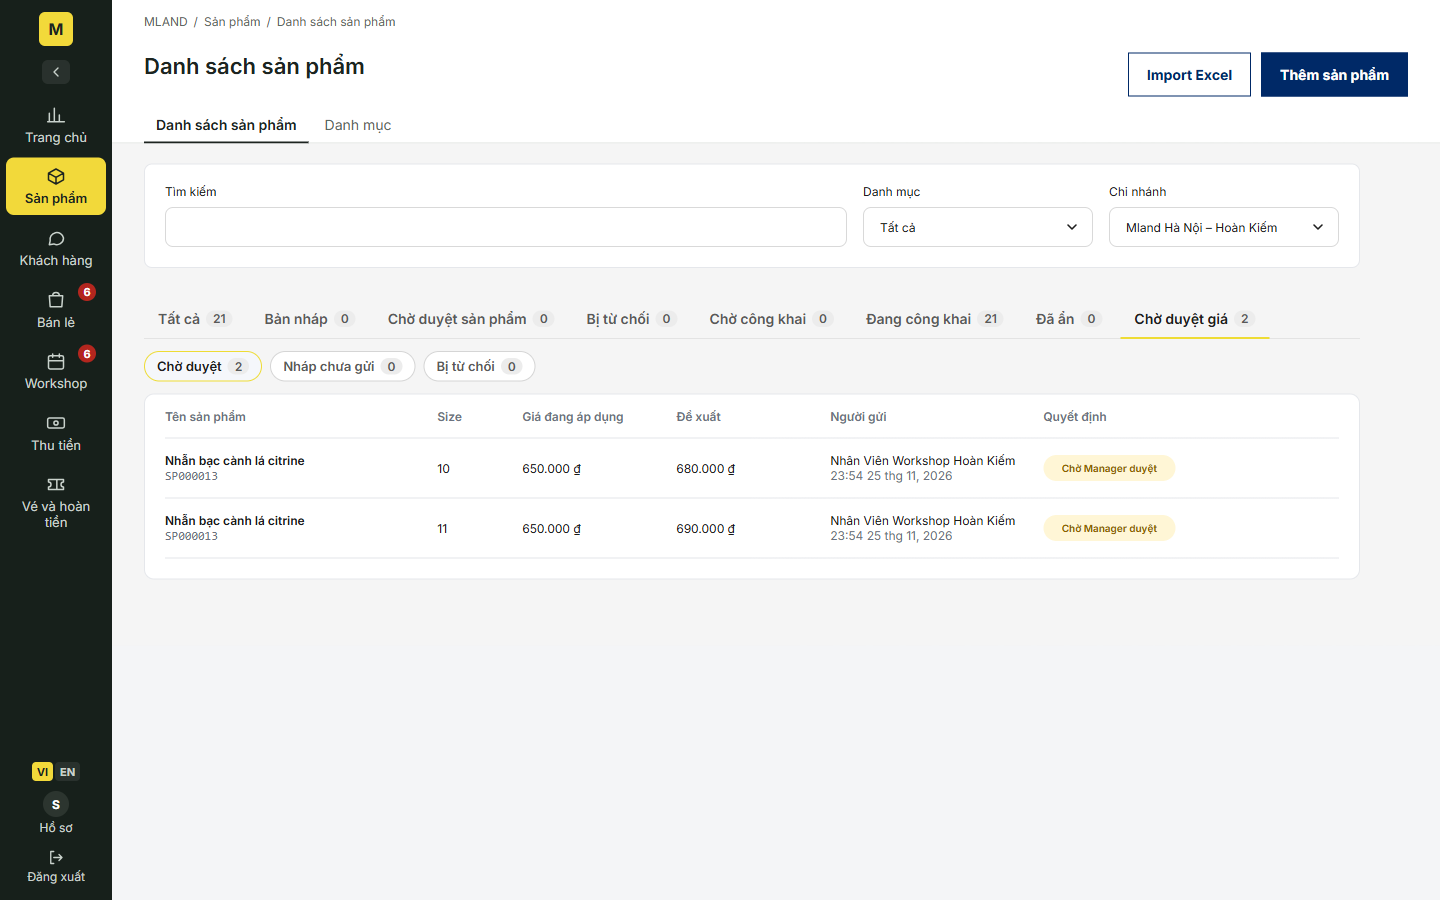 M
Trang chủ
Sản phẩm
Khách hàng
6
Bán lẻ
6
Workshop
Thu tiền
Vé và hoàn
tiền
VI EN
S
Hồ sơ
Đăng xuất
MLAND / Sản phẩm / Danh sách sản phẩm
Danh sách sản phẩm
Import Excel
Thêm sản phẩm
Danh sách sản phẩm Danh mục
Tìm kiếm
Danh mục
Tất cả
Chi nhánh
Mland Hà Nội – Hoàn Kiếm
Tất cả 21 Bản nháp 0 Chờ duyệt sản phẩm 0 Bị từ chối 0 Chờ công khai 0 Đang công khai 21 Đã ẩn 0 Chờ duyệt giá 2
Chờ duyệt 2 Nháp chưa gửi 0 Bị từ chối 0
Tên sản phẩm Size Giá đang áp dụng Đề xuất Người gửi Quyết định
Nhẫn bạc cành lá citrine 10 650.000 ₫ 680.000 ₫ Nhân Viên Workshop Hoàn Kiếm Chờ Manager duyệt
SP000013 23:54 25 thg 11, 2026
Nhẫn bạc cành lá citrine 11 650.000 ₫ 690.000 ₫ Nhân Viên Workshop Hoàn Kiếm Chờ Manager duyệt
SP000013 23:54 25 thg 11, 2026